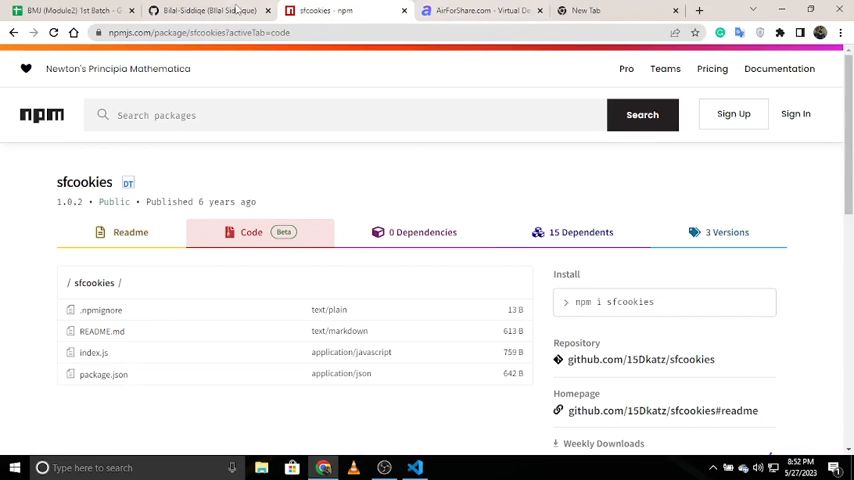 BMJ (Module2) 1st Batch - G
Bilal-Siddiqe (Bilal Siddique)
sfcookies - npm
AirForShare.com - Virtual De
New Tab
npmjs.com/package/sfcookies?activeTab=code
Newton's Principia Mathematica
Pro
Teams
Pricing
Documentation
npm
Search packages
Search
Sign Up
Sign In
sfcookies DT
1.0.2 • Public • Published 6 years ago
Readme
Code Beta
0 Dependencies
15 Dependents
3 Versions
/ sfcookies /
.npmignore text/plain 13 B
README.md text/markdown 613 B
index.js application/javascript 759 B
package.json application/json 642 B
Install
> npm i sfcookies
Repository
github.com/15Dkatz/sfcookies
Homepage
github.com/15Dkatz/sfcookies#readme
Weekly Downloads
Type here to search
8:52 PM
5/27/2023